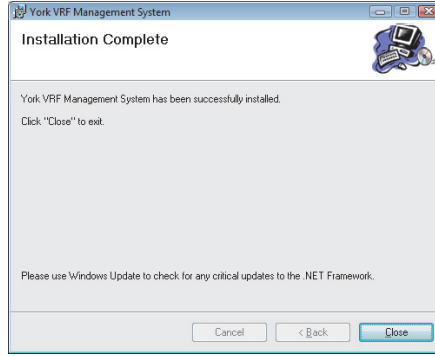 York VRF Management System
Installation Complete
York VRF Management System has been successfully installed.
Click "Close" to exit.
Please use Windows Update to check for any critical updates to the .NET Framework.
Cancel
< Back
Close